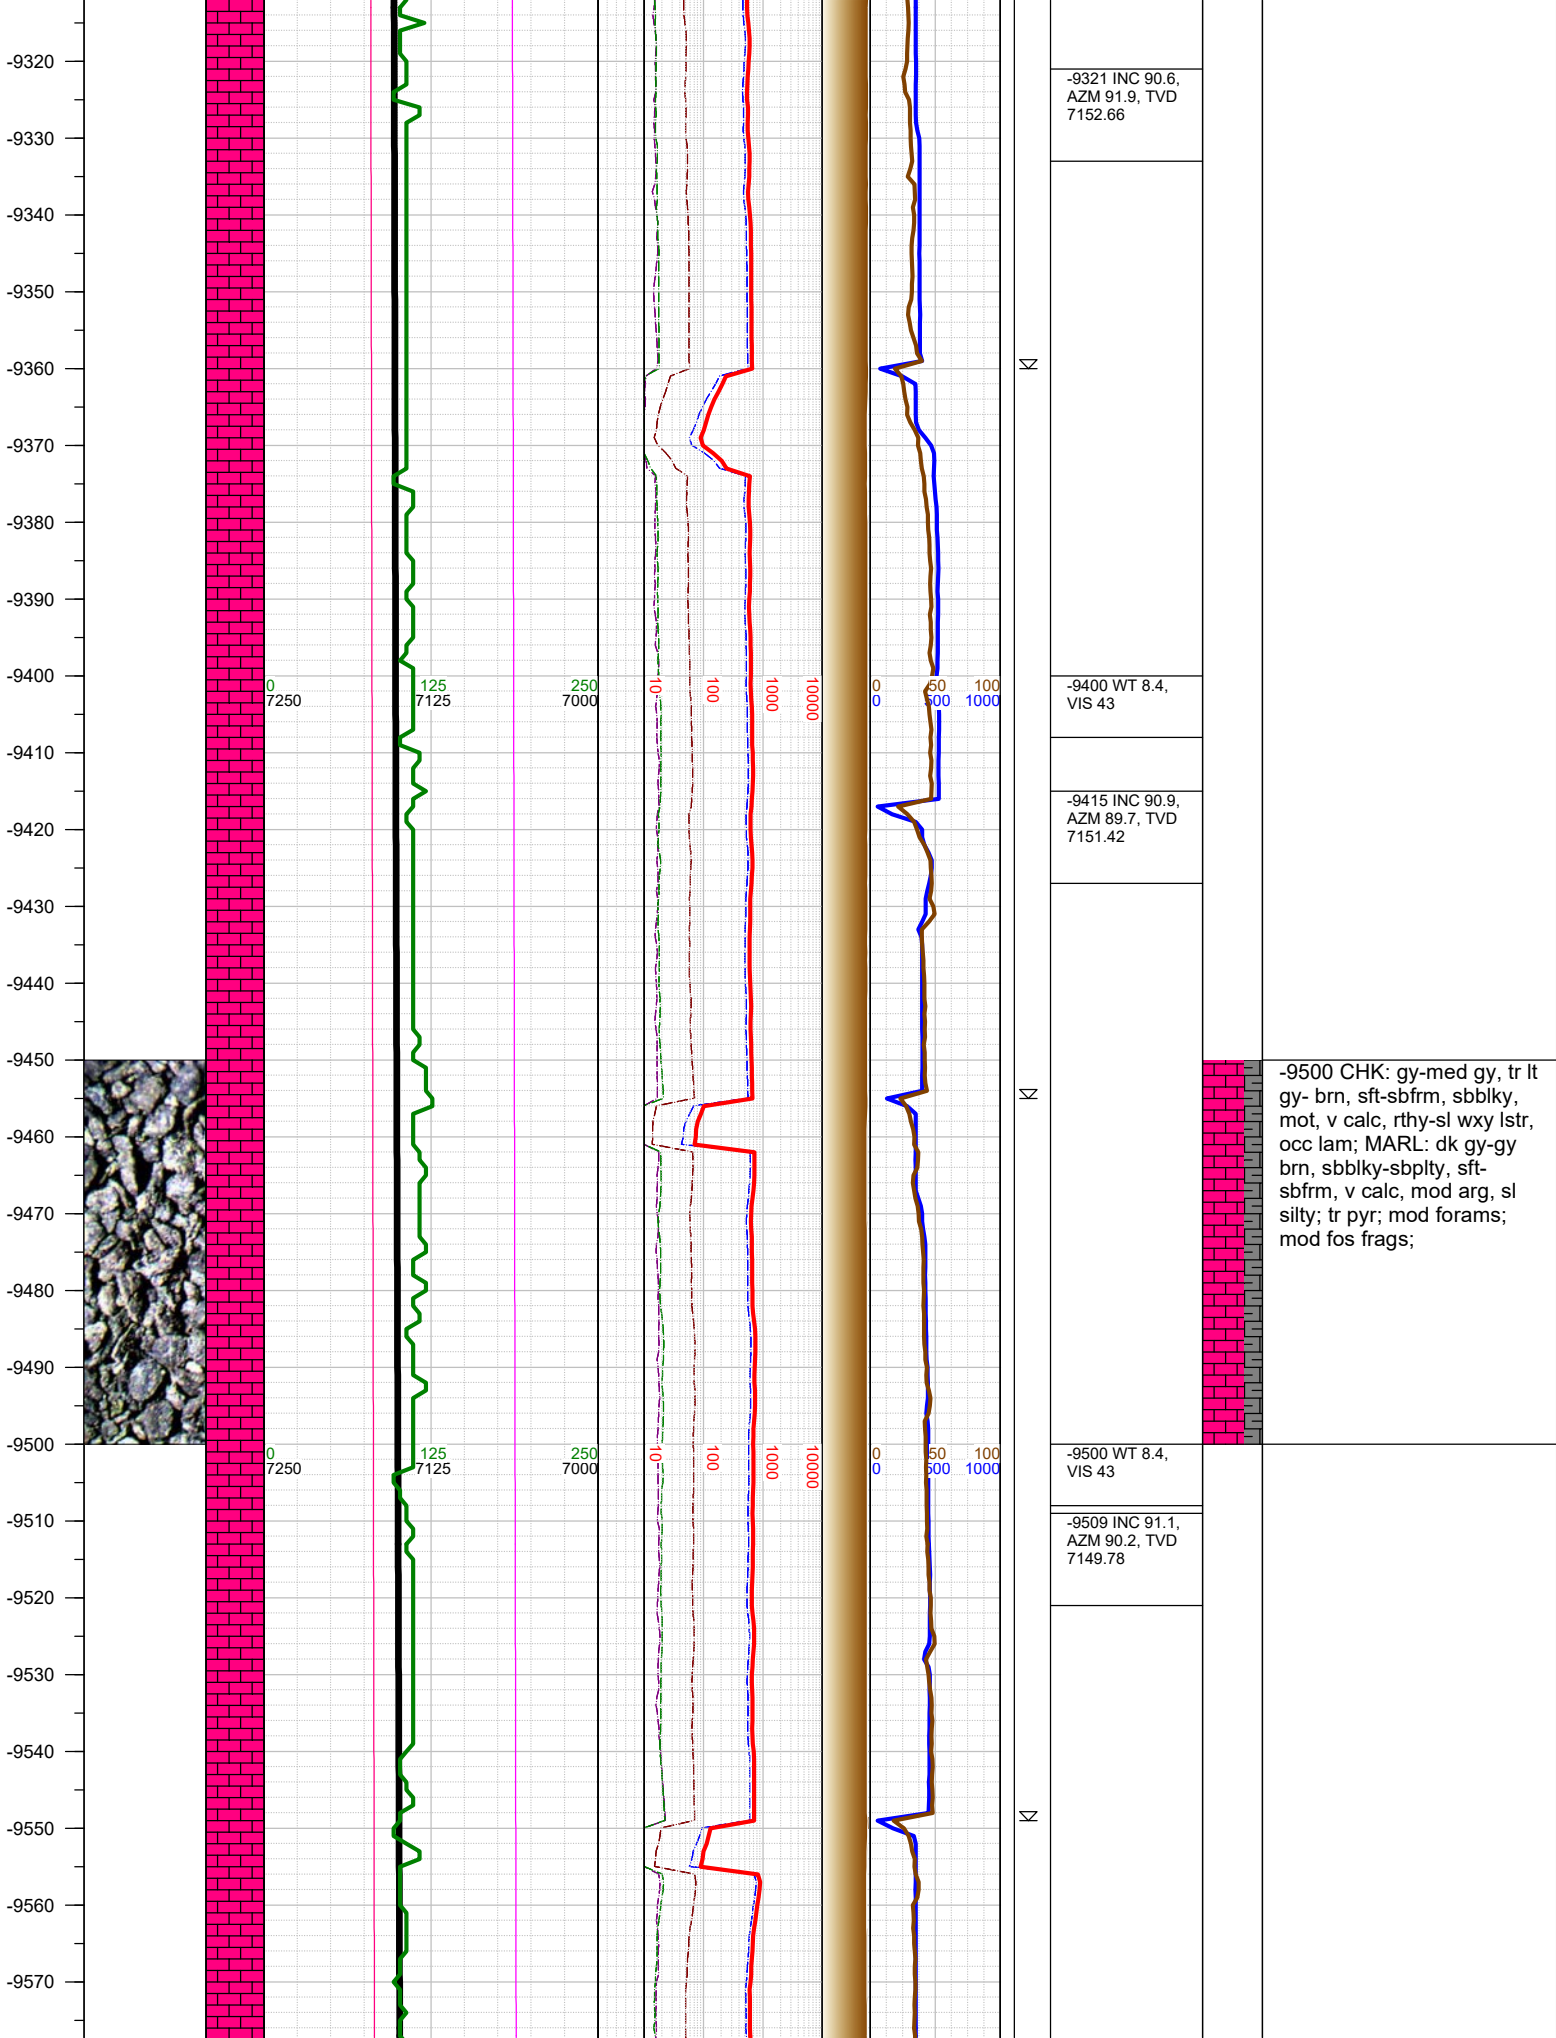 -9320
-9321 INC 90.6,
AZM 91.9, TVD
7152.66
-9330
-9340
-9350
-9360
-9370
-9380
-9390
-9400
0 125 250
7250 7125 7000
10 100 1000 10000
0 50 100
0 500 1000
-9400 WT 8.4,
VIS 43
-9410
-9415 INC 90.9,
AZM 89.7, TVD
7151.42
-9420
-9430
-9440
-9450
-9500 CHK: gy-med gy, tr lt
gy- brn, sft-sbfrm, sbblky,
mot, v calc, rthy-sl wxy lstr,
occ lam; MARL: dk gy-gy
brn, sbblky-sbplty, sft-
sbfrm, v calc, mod arg, sl
silty; tr pyr; mod forams;
mod fos frags;
-9460
-9470
-9480
-9490
-9500
0 125 250
7250 7125 7000
10 100 1000 10000
0 50 100
0 500 1000
-9500 WT 8.4,
VIS 43
-9510
-9509 INC 91.1,
AZM 90.2, TVD
7149.78
-9520
-9530
-9540
-9550
-9560
-9570